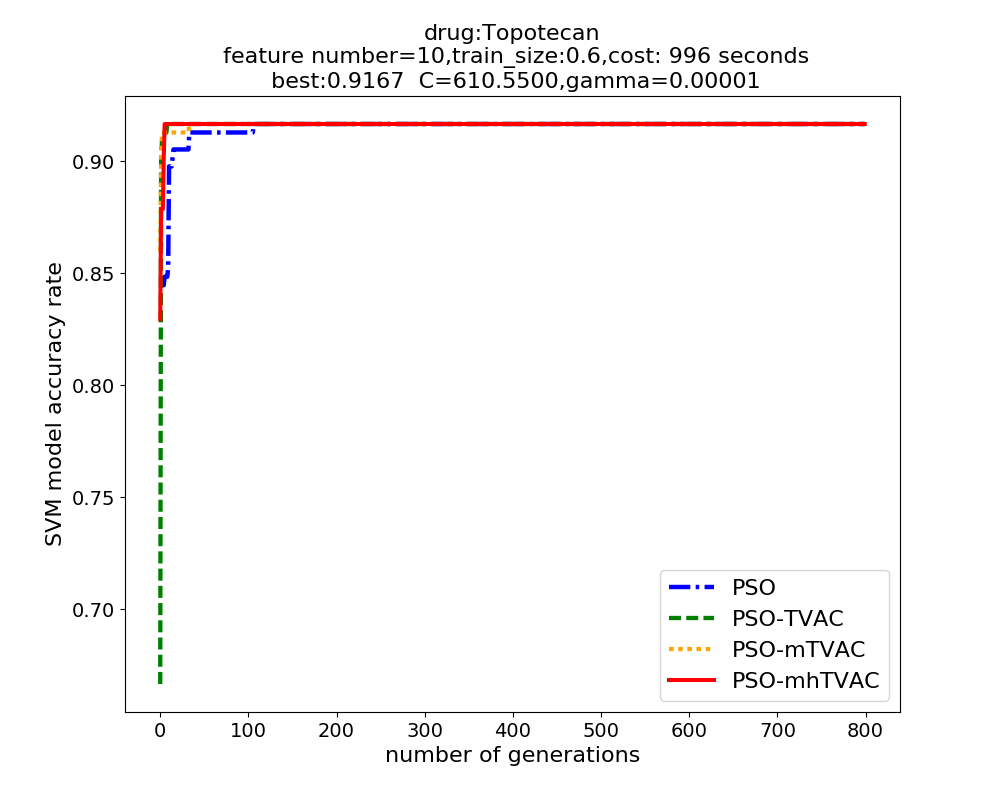 drug:Topotecan
feature number=10,train_size:0.6,cost: 996 seconds
best:0.9167  C=610.5500,gamma=0.00001
SVM model accuracy rate
0.90
0.85
0.80
0.75
0.70
PSO
PSO-TVAC
PSO-mTVAC
PSO-mhTVAC
0 100 200 300 400 500 600 700 800
number of generations